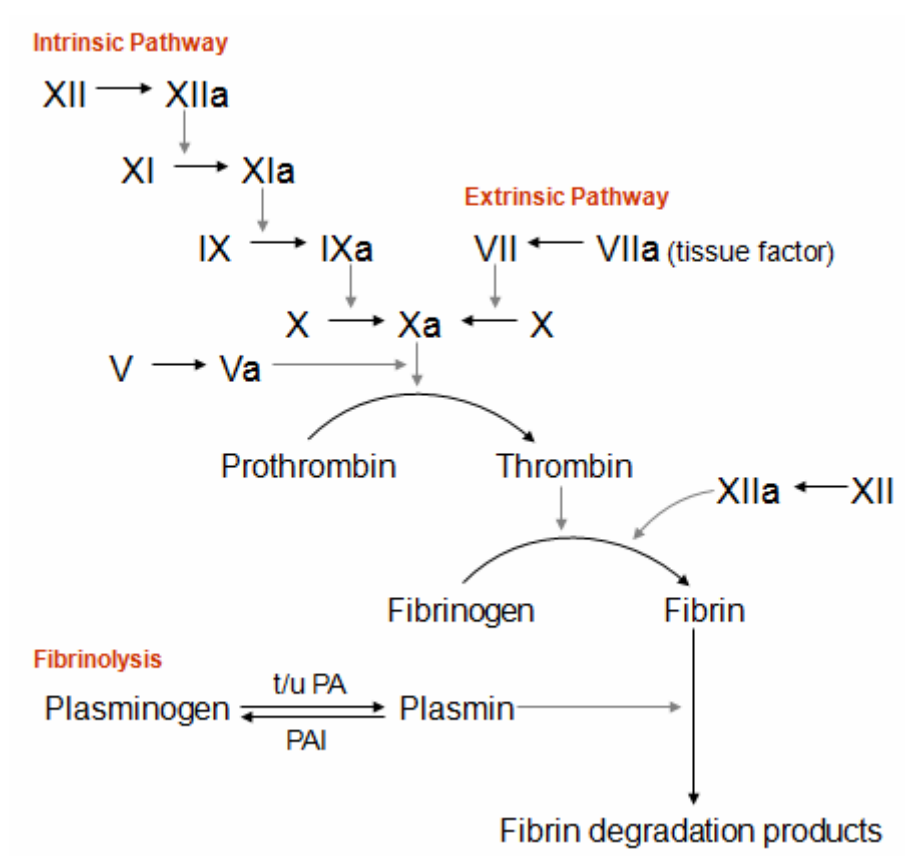 Intrinsic Pathway
XII XIIa
XI XIa
Extrinsic Pathway
IX IXa VII VIIa (tissue factor)
X Xa X
V Va
Prothrombin Thrombin
XIIa XII
Fibrinogen Fibrin
Fibrinolysis
t/u PA
Plasminogen Plasmin
PAI
Fibrin degradation products